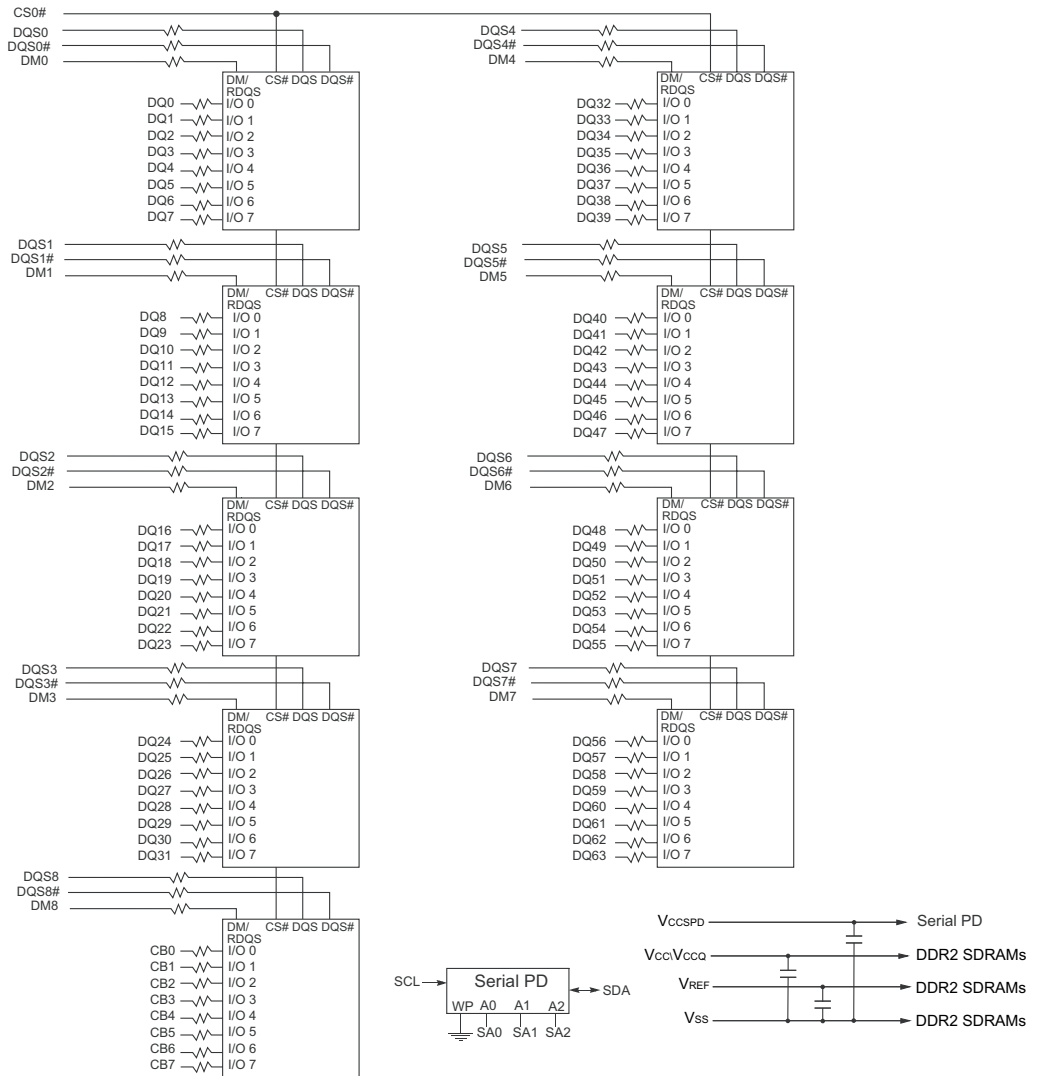 CS0#
DQS0
DQS0#
DM0
DM/ CS# DQS DQS#
RDQS
DQ0 I/O 0
DQ1 I/O 1
DQ2 I/O 2
DQ3 I/O 3
DQ4 I/O 4
DQ5 I/O 5
DQ6 I/O 6
DQ7 I/O 7
DQS1
DQS1#
DM1
DM/ CS# DQS DQS#
RDQS
DQ8 I/O 0
DQ9 I/O 1
DQ10 I/O 2
DQ11 I/O 3
DQ12 I/O 4
DQ13 I/O 5
DQ14 I/O 6
DQ15 I/O 7
DQS2
DQS2#
DM2
DM/ CS# DQS DQS#
RDQS
DQ16 I/O 0
DQ17 I/O 1
DQ18 I/O 2
DQ19 I/O 3
DQ20 I/O 4
DQ21 I/O 5
DQ22 I/O 6
DQ23 I/O 7
DQS3
DQS3#
DM3
DM/ CS# DQS DQS#
RDQS
DQ24 I/O 0
DQ25 I/O 1
DQ26 I/O 2
DQ27 I/O 3
DQ28 I/O 4
DQ29 I/O 5
DQ30 I/O 6
DQ31 I/O 7
DQS8
DQS8#
DM8
DM/ CS# DQS DQS#
RDQS
CB0 I/O 0
CB1 I/O 1
CB2 I/O 2
CB3 I/O 3
CB4 I/O 4
CB5 I/O 5
CB6 I/O 6
CB7 I/O 7
DQS4
DQS4#
DM4
DM/ CS# DQS DQS#
RDQS
DQ32 I/O 0
DQ33 I/O 1
DQ34 I/O 2
DQ35 I/O 3
DQ36 I/O 4
DQ37 I/O 5
DQ38 I/O 6
DQ39 I/O 7
DQS5
DQS5#
DM5
DM/ CS# DQS DQS#
RDQS
DQ40 I/O 0
DQ41 I/O 1
DQ42 I/O 2
DQ43 I/O 3
DQ44 I/O 4
DQ45 I/O 5
DQ46 I/O 6
DQ47 I/O 7
DQS6
DQS6#
DM6
DM/ CS# DQS DQS#
RDQS
DQ48 I/O 0
DQ49 I/O 1
DQ50 I/O 2
DQ51 I/O 3
DQ52 I/O 4
DQ53 I/O 5
DQ54 I/O 6
DQ55 I/O 7
DQS7
DQS7#
DM7
DM/ CS# DQS DQS#
RDQS
DQ56 I/O 0
DQ57 I/O 1
DQ58 I/O 2
DQ59 I/O 3
DQ60 I/O 4
DQ61 I/O 5
DQ62 I/O 6
DQ63 I/O 7
SCL Serial PD SDA
WP A0 A1 A2
SA0 SA1 SA2
VCCSPD Serial PD
VCC\VCCQ DDR2 SDRAMs
VREF DDR2 SDRAMs
VSS DDR2 SDRAMs